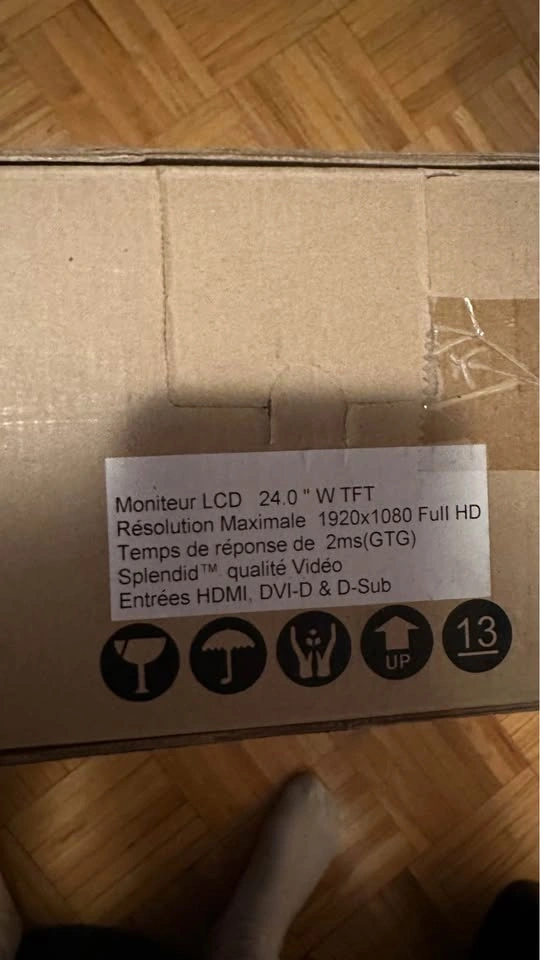 Moniteur LCD 24.0 " W TFT
Résolution Maximale 1920x1080 Full HD
Temps de réponse de 2ms(GTG)
Splendid™ qualité Vidéo
Entrées HDMI, DVI-D & D-Sub
UP
13